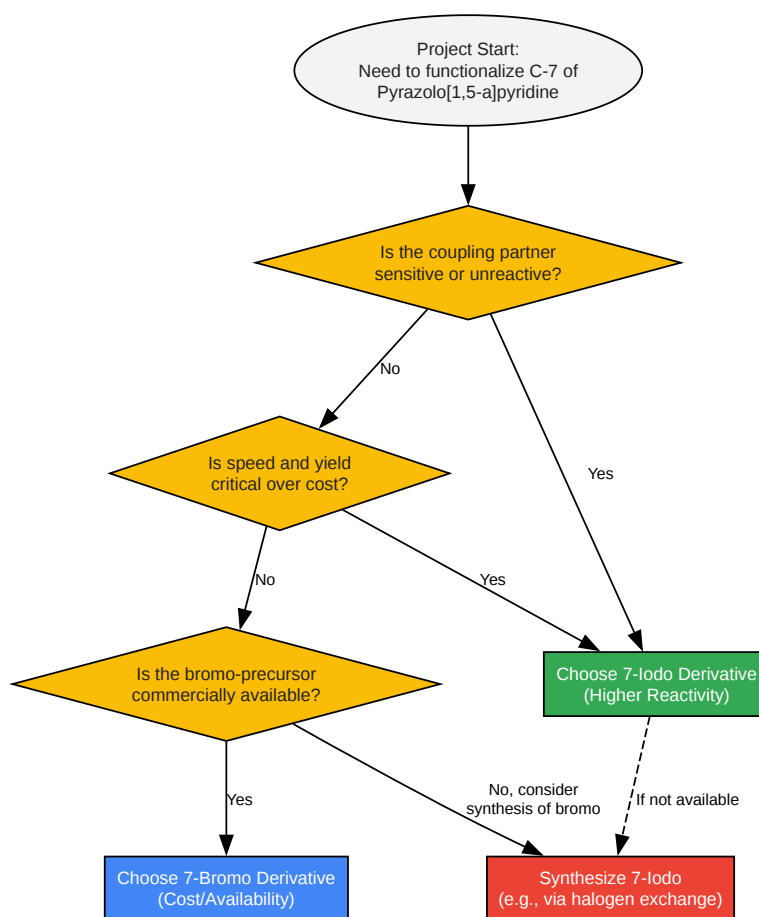 Project Start:
Need to functionalize C-7 of
Pyrazolo[1,5-a]pyridine
Is the coupling partner
sensitive or unreactive?
No
Yes
Is speed and yield
critical over cost?
No
Yes
Is the bromo-precursor
commercially available?
Choose 7-Iodo Derivative
(Higher Reactivity)
Yes
No, consider
synthesis of bromo
If not available
Choose 7-Bromo Derivative
(Cost/Availability)
Synthesize 7-Iodo
(e.g., via halogen exchange)